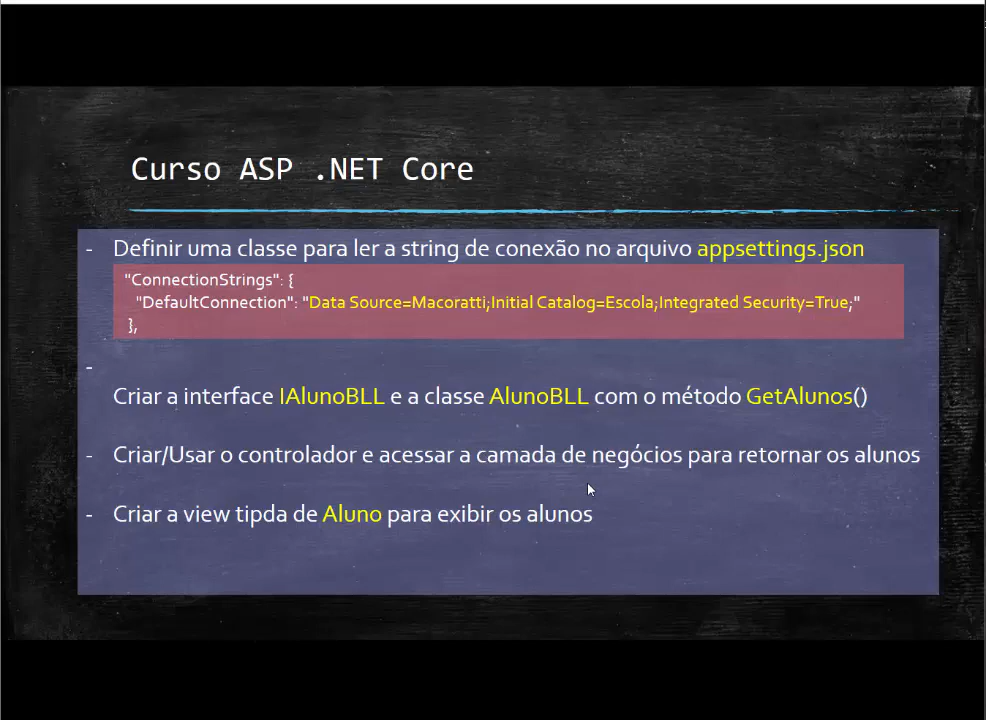 Curso ASP .NET Core
- Definir uma classe para ler a string de conexão no arquivo appsettings.json
"ConnectionStrings": {
"DefaultConnection": "Data Source=Macoratti;Initial Catalog=Escola;Integrated Security=True;"
},
-
Criar a interface IAlunoBLL e a classe AlunoBLL com o método GetAlunos()
- Criar/Usar o controlador e acessar a camada de negócios para retornar os alunos
- Criar a view tipda de Aluno para exibir os alunos